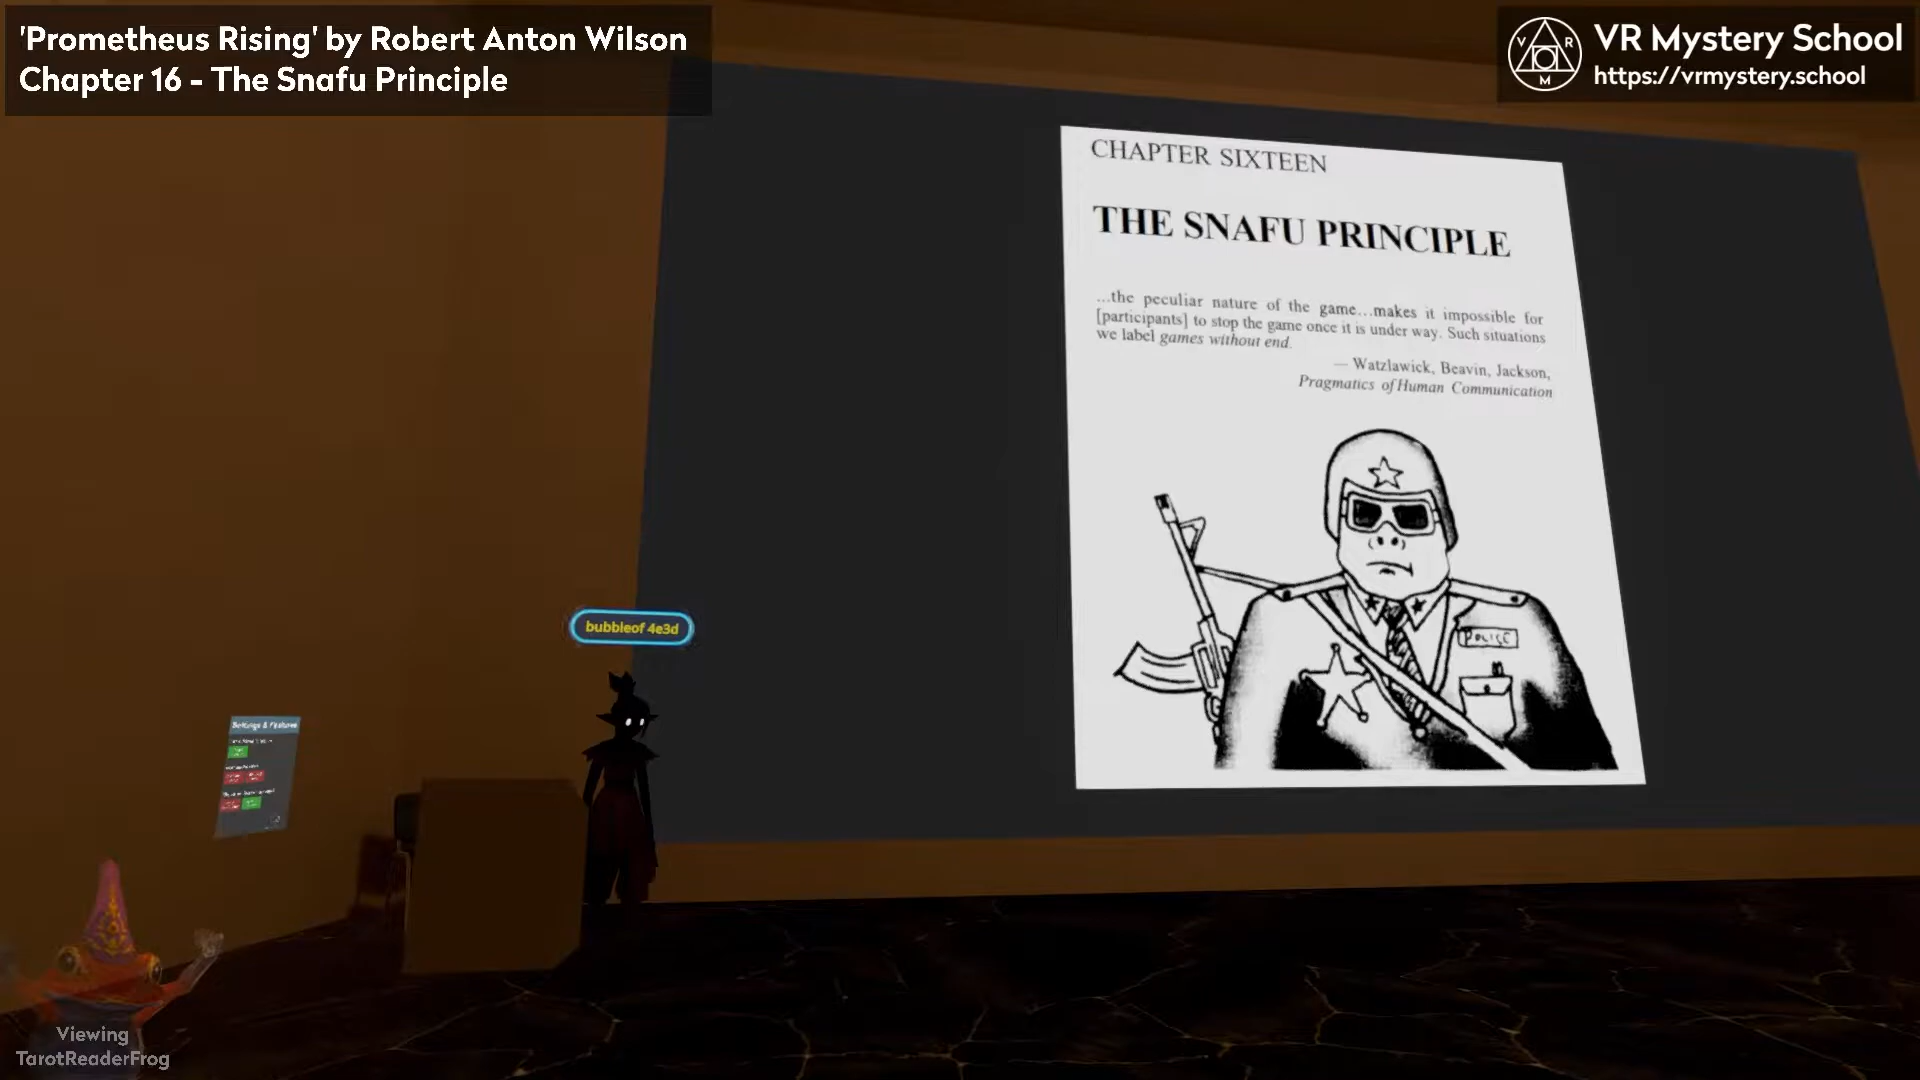 'Prometheus Rising' by Robert Anton Wilson
Chapter 16 - The Snafu Principle
V R
M
VR Mystery School
https://vrmystery.school
CHAPTER SIXTEEN
THE SNAFU PRINCIPLE
...the peculiar nature of the game...makes it impossible for
[participants] to stop the game once it is under way. Such situations
we label games without end.
— Watzlawick, Beavin, Jackson,
Pragmatics of Human Communication
POLICE
bubbleof 4e3d
Settings & Features
Viewing
TarotReaderFrog